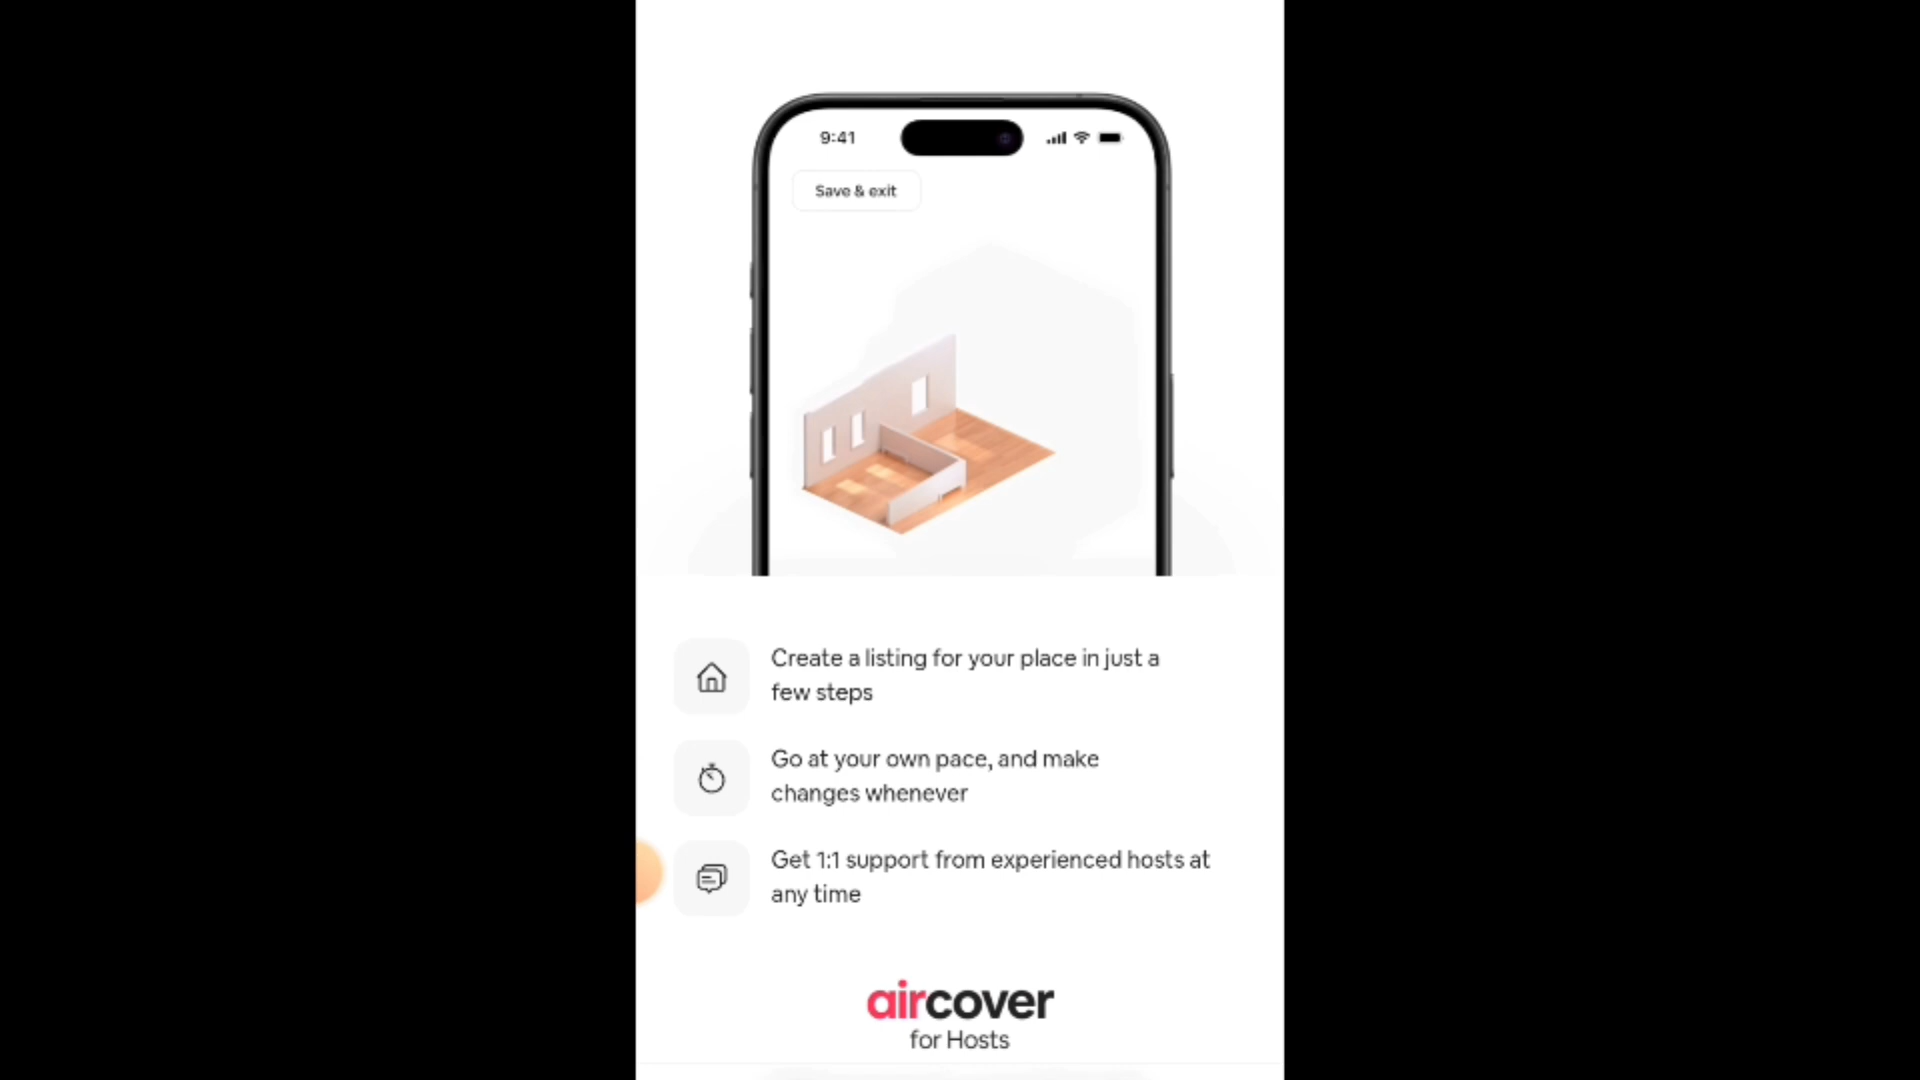 9:41
Save & exit
Create a listing for your place in just a
few steps
Go at your own pace, and make
changes whenever
Get 1:1 support from experienced hosts at
any time
aircover
for Hosts